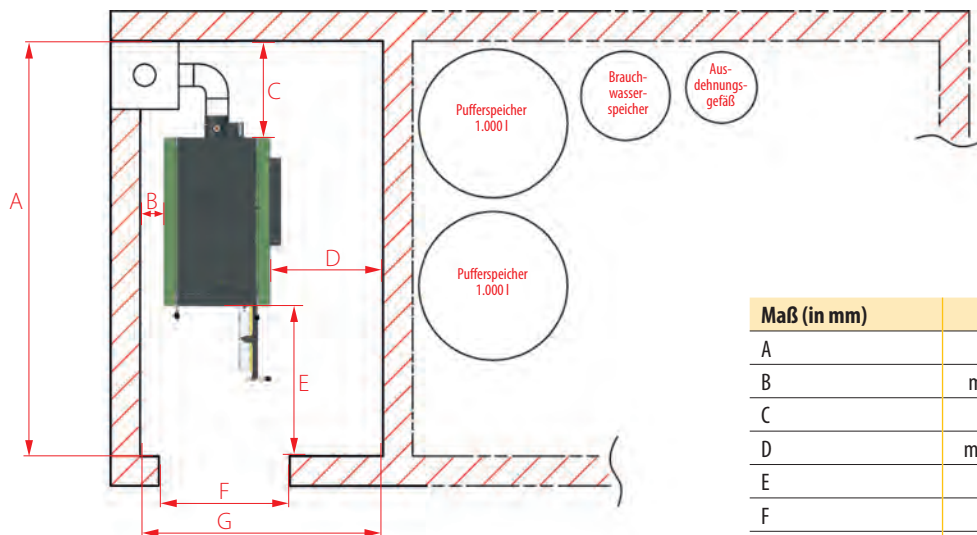 A
B
C
D
E
F
G
Pufferspeicher
1.000 l
Brauch-
wasser-
speicher
Aus-
dehnungs-
gefäß
Pufferspeicher
1.000 l
Maß (in mm)
A
B
C
D
E
F